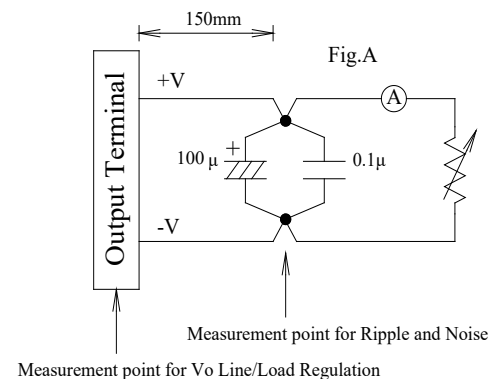 150mm
Fig.A
+V
A
Output Terminal
+
100 μ
0.1μ
-V
Measurement point for Ripple and Noise
Measurement point for Vo Line/Load Regulation